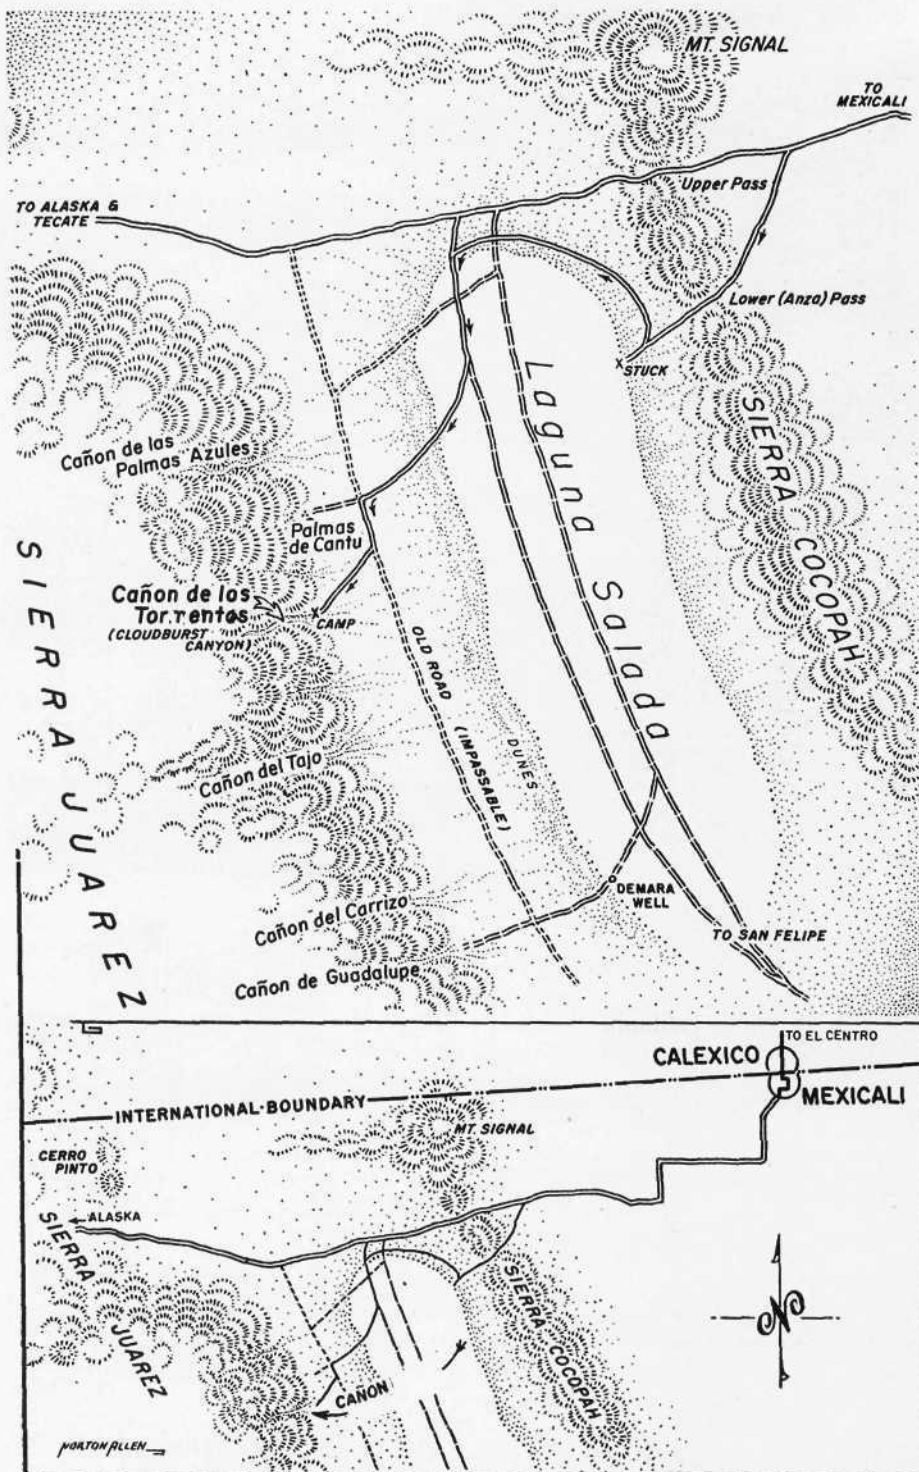 MT. SIGNAL
TO
MEXICALI
Upper Pass
TO ALASKA &
TECATE
Lower (Anza) Pass
X STUCK
Laguna Salada
SIERRA COCOPAH
Cañon de las
Palmas Azules
Palmas
de Cantu
Cañon de los
Torrentes
(CLOUDBURST
CANYON)
X CAMP
SIERRA JUAREZ
OLD ROAD (IMPASSABLE)
DUNES
Cañon del Tajo
DEMARA
WELL
Cañon del Carrizo
TO SAN FELIPE
Cañon de Guadalupe
TO EL CENTRO
CALEXICO
MEXICALI
INTERNATIONAL·BOUNDARY
MT. SIGNAL
CERRO
PINTO
ALASKA
SIERRA
JUAREZ
SIERRA COCOPAH
N
CAÑON
NORTON ALLEN